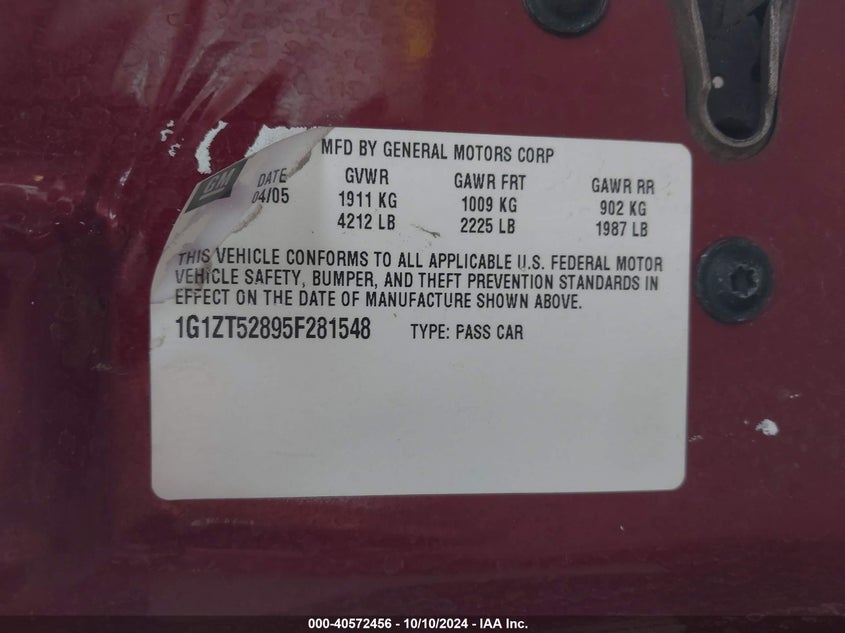 MFD BY GENERAL MOTORS CORP
GM
DATE GVWR GAWR FRT GAWR RR
04/05 1911 KG 1009 KG 902 KG
4212 LB 2225 LB 1987 LB
THIS VEHICLE CONFORMS TO ALL APPLICABLE U.S. FEDERAL MOTOR
VEHICLE SAFETY, BUMPER, AND THEFT PREVENTION STANDARDS IN
EFFECT ON THE DATE OF MANUFACTURE SHOWN ABOVE.
1G1ZT52895F281548 TYPE: PASS CAR
000-40572456 - 10/10/2024 - IAA Inc.